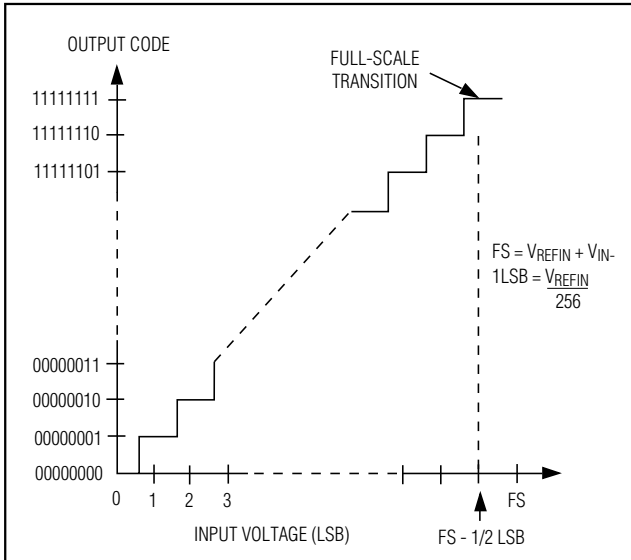 OUTPUT CODE
FULL-SCALE
TRANSITION
11111111
11111110
11111101
FS = VREFIN + VIN-
1LSB = VREFIN
256
00000011
00000010
00000001
00000000
0 1 2 3 FS
INPUT VOLTAGE (LSB)
FS - 1/2 LSB